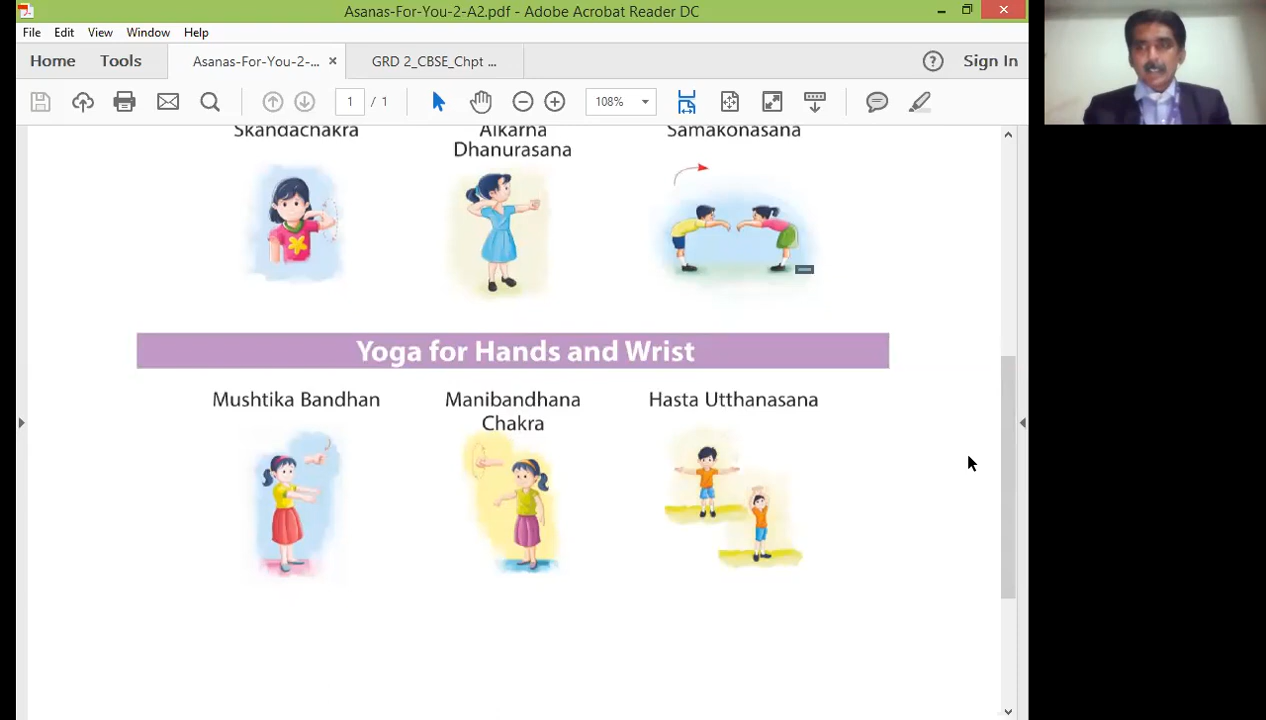 Asanas-For-You-2-A2.pdf - Adobe Acrobat Reader DC
File Edit View Window Help
Home Tools Asanas-For-You-2-... × GRD 2_CBSE_Chpt ... ? Sign In
1 / 1 108%
Skandachakra Alkarna Samakonasana
Dhanurasana
Yoga for Hands and Wrist
Mushtika Bandhan Manibandhana Hasta Utthanasana
Chakra